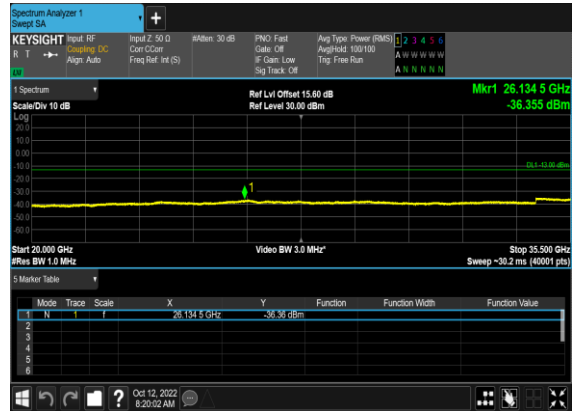 Spectrum Analyzer 1
Swept SA
+
KEYSIGHT Input: RF Input Z: 50 Ω #Atten: 30 dB PNO: Fast Avg Type: Power (RMS) 1 2 3 4 5 6
R T Coupling: DC Corr CCorr Gate: Off Avg|Hold: 100/100 A W W W W W
Align: Auto Freq Ref: Int (S) IF Gain: Low Trig: Free Run
Sig Track: Off A N N N N N
1 Spectrum Ref Lvl Offset 15.60 dB Mkr1 26.134 5 GHz
Scale/Div 10 dB Ref Level 30.00 dBm -36.355 dBm
Log
20.0
10.0
0.00
-10.0
DL1 -13.00 dBm
-20.0
-30.0
1
-40.0
-50.0
-60.0
Start 20.000 GHz Video BW 3.0 MHz* Stop 35.500 GHz
#Res BW 1.0 MHz Sweep ~30.2 ms (40001 pts)
5 Marker Table
Mode Trace Scale X Y Function Function Width Function Value
1 N 1 f 26.134 5 GHz -36.36 dBm
2
3
4
5
6
? Oct 12, 2022
8:20:02 AM